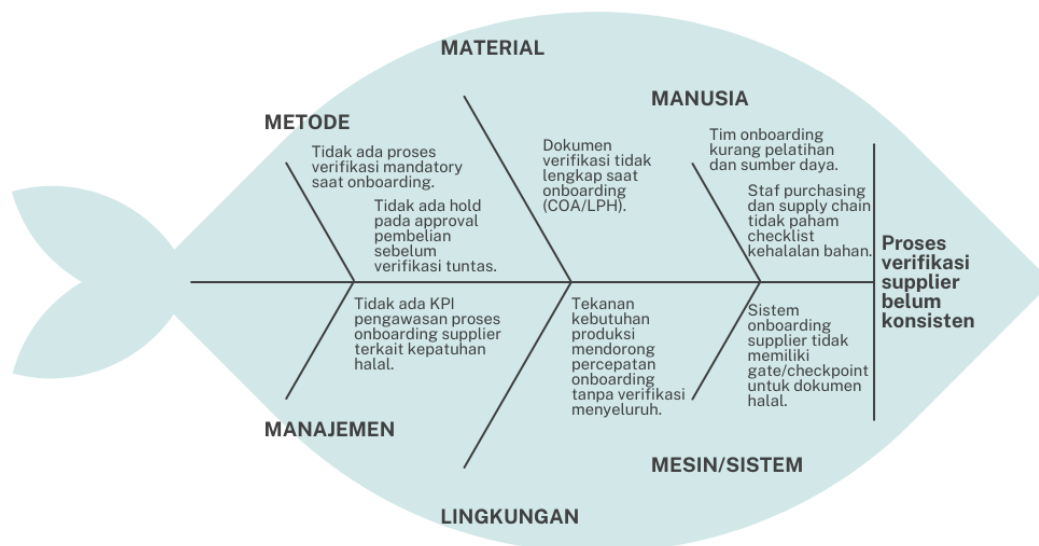 MATERIAL
MANUSIA
METODE
Tim onboarding
kurang pelatihan
dan sumber daya.
Dokumen
verifikasi tidak
lengkap saat
onboarding
(COA/LPH).
Tidak ada proses
verifikasi mandatory
saat onboarding.
Staf purchasing
dan supply chain
tidak paham
checklist
kehalalan bahan.
Tidak ada hold
pada approval
pembelian
sebelum
verifikasi tuntas.
Proses
verifikasi
supplier
belum
konsisten
Tidak ada KPI
pengawasan proses
onboarding supplier
terkait kepatuhan
halal.
Tekanan
kebutuhan
produksi
mendorong
percepatan
onboarding
tanpa verifikasi
menyeluruh.
Sistem
onboarding
supplier tidak
memiliki
gate/checkpoint
untuk dokumen
halal.
MANAJEMEN
MESIN/SISTEM
LINGKUNGAN